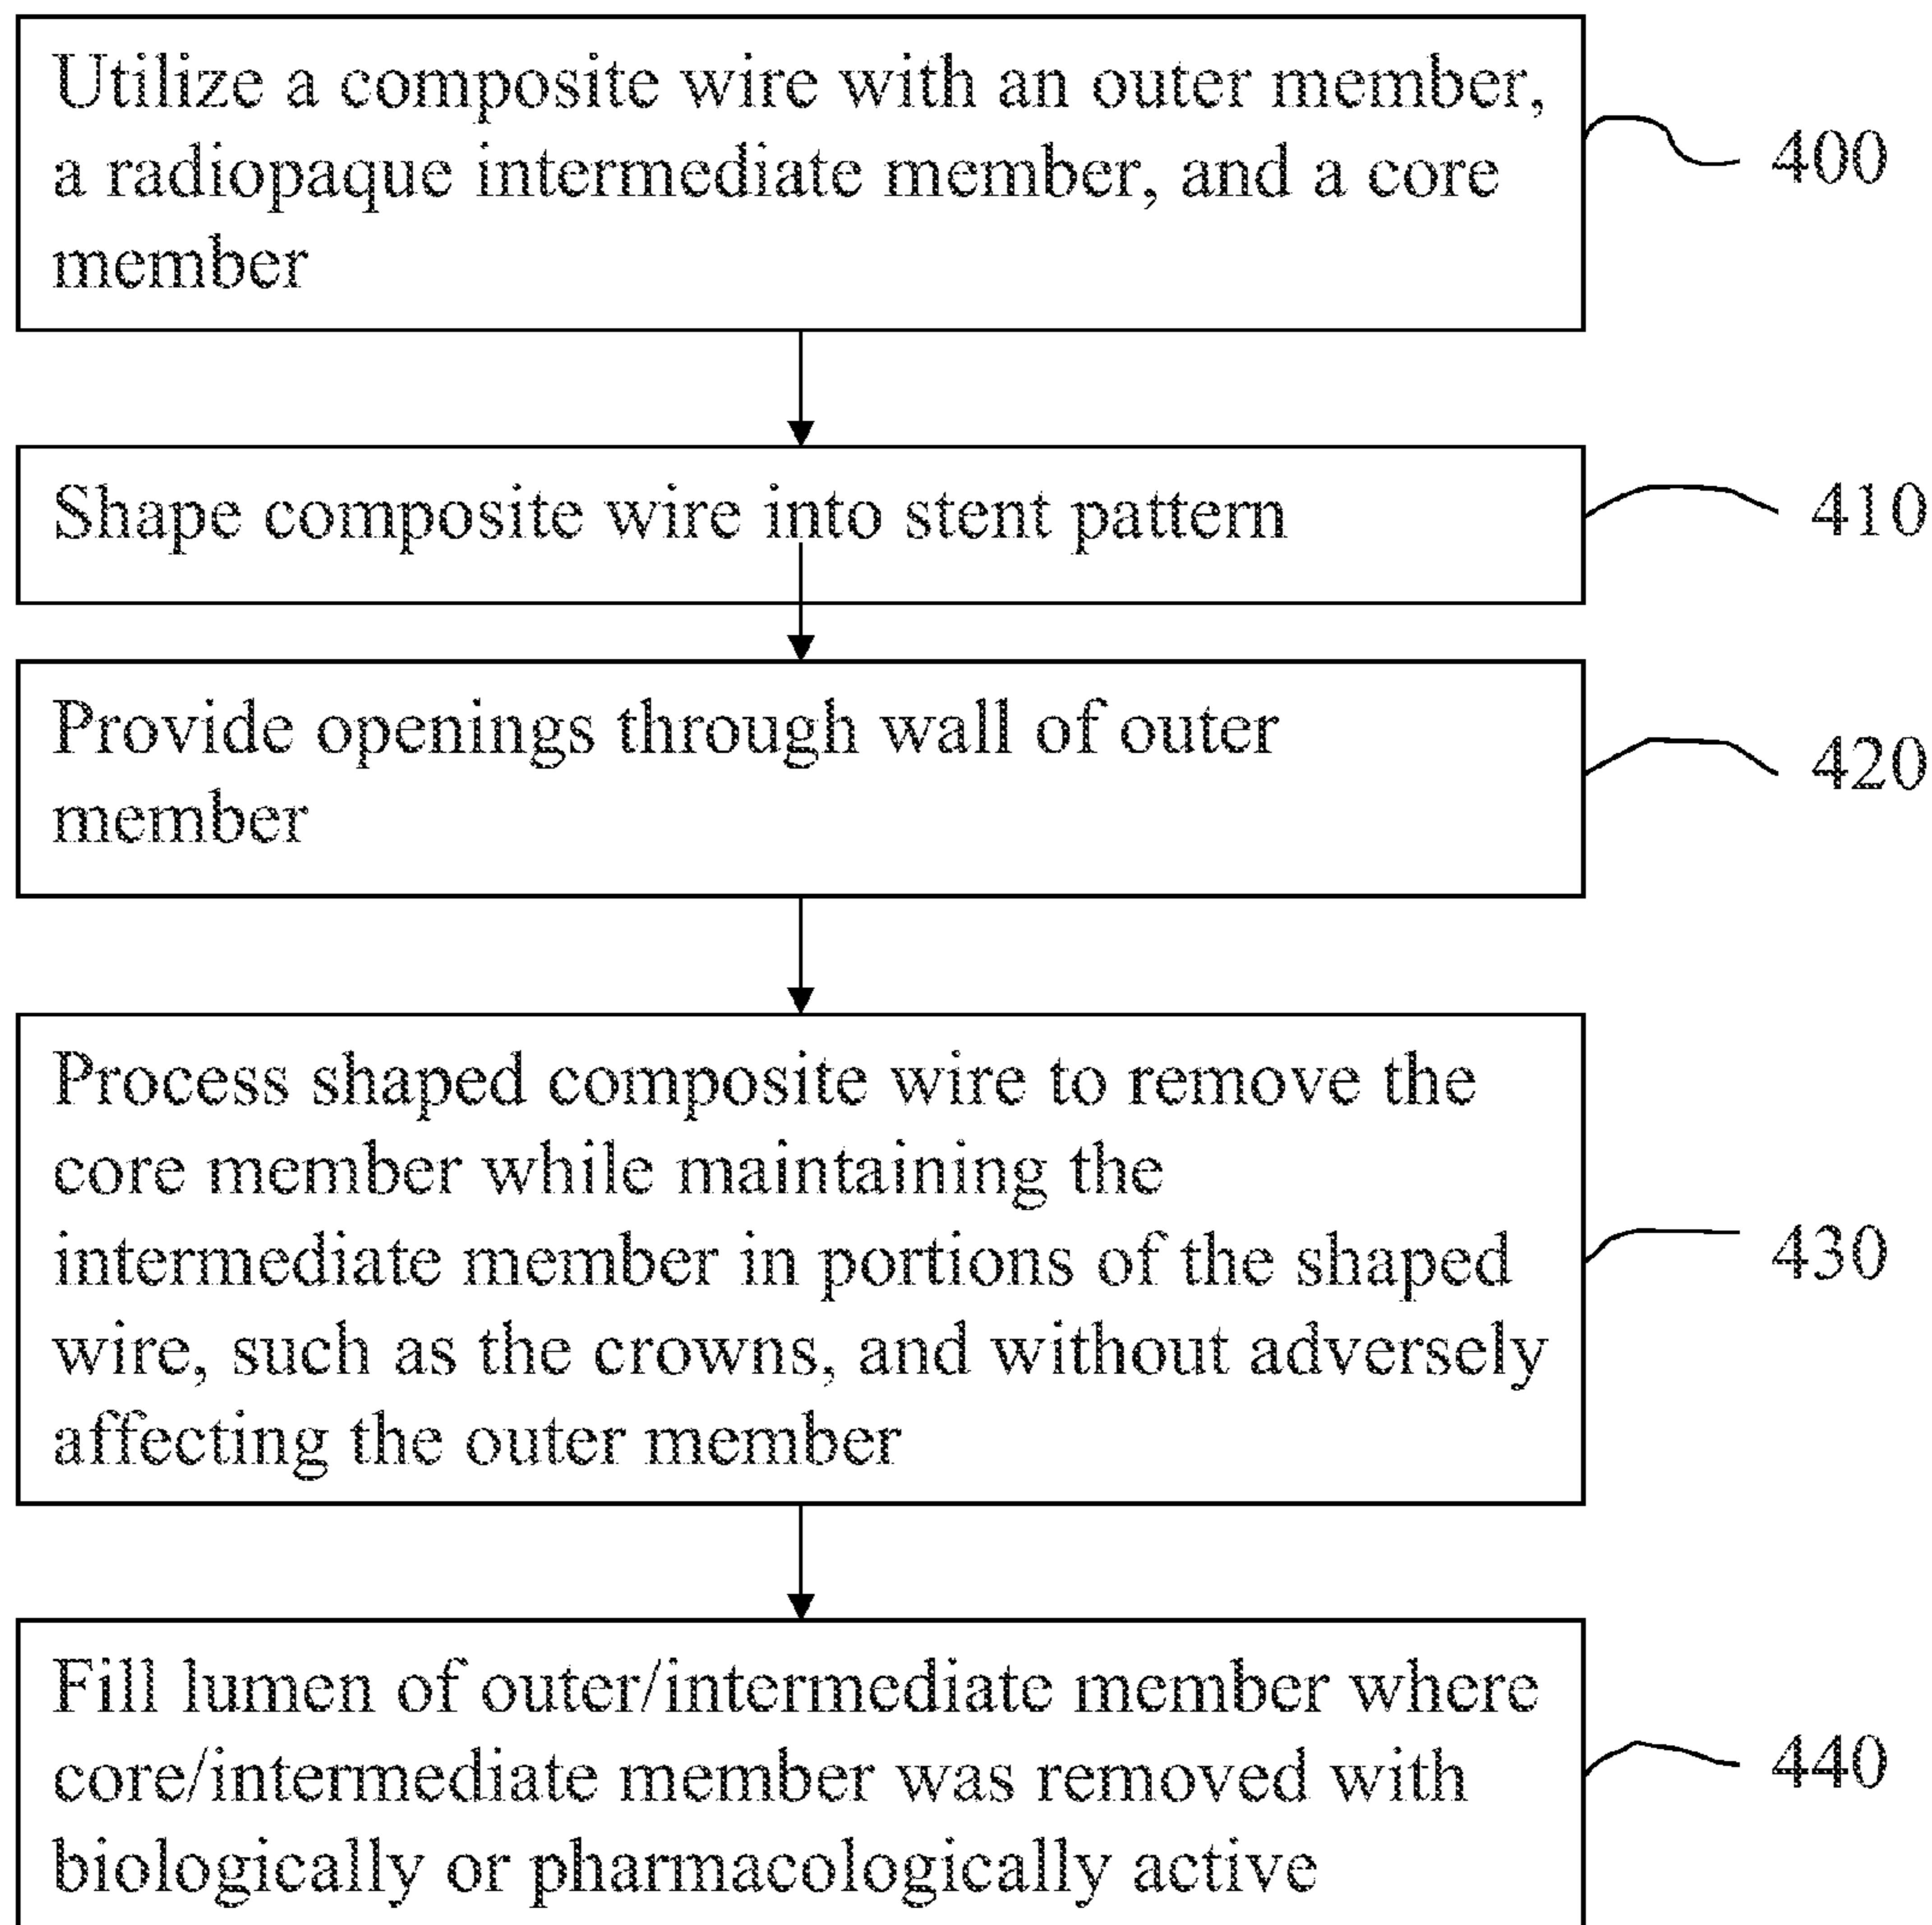 Utilize a composite wire with an outer member,
a radiopaque intermediate member, and a core
member
400
Shape composite wire into stent pattern
410
Provide openings through wall of outer
member
420
Process shaped composite wire to remove the
core member while maintaining the
intermediate member in portions of the shaped
wire, such as the crowns, and without adversely
affecting the outer member
430
Fill lumen of outer/intermediate member where
core/intermediate member was removed with
biologically or pharmacologically active
440